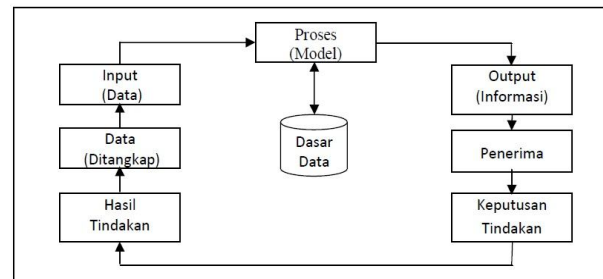 Proses
(Model)
Input
(Data)
Output
(Informasi)
Data
(Ditangkap)
Dasar
Data
Penerima
Hasil
Tindakan
Keputusan
Tindakan